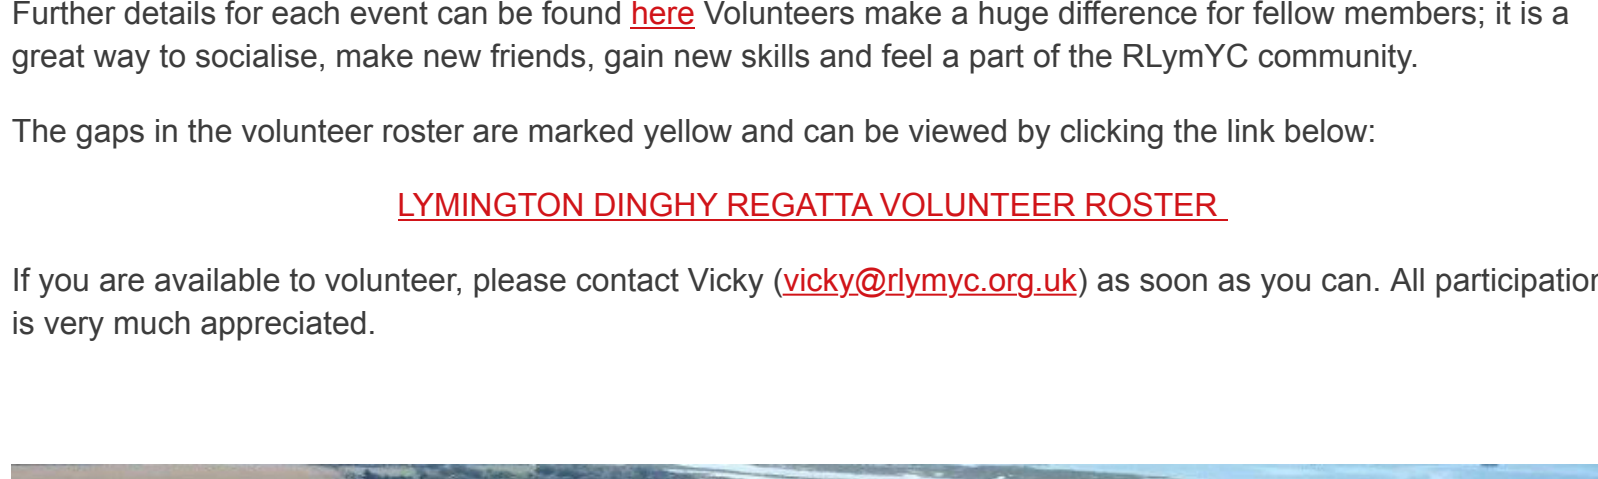 Further details for each event can be found here Volunteers make a huge difference for fellow members; it is a
great way to socialise, make new friends, gain new skills and feel a part of the RLymYC community.
The gaps in the volunteer roster are marked yellow and can be viewed by clicking the link below:
LYMINGTON DINGHY REGATTA VOLUNTEER ROSTER
If you are available to volunteer, please contact Vicky (vicky@rlymyc.org.uk) as soon as you can. All participation
is very much appreciated.